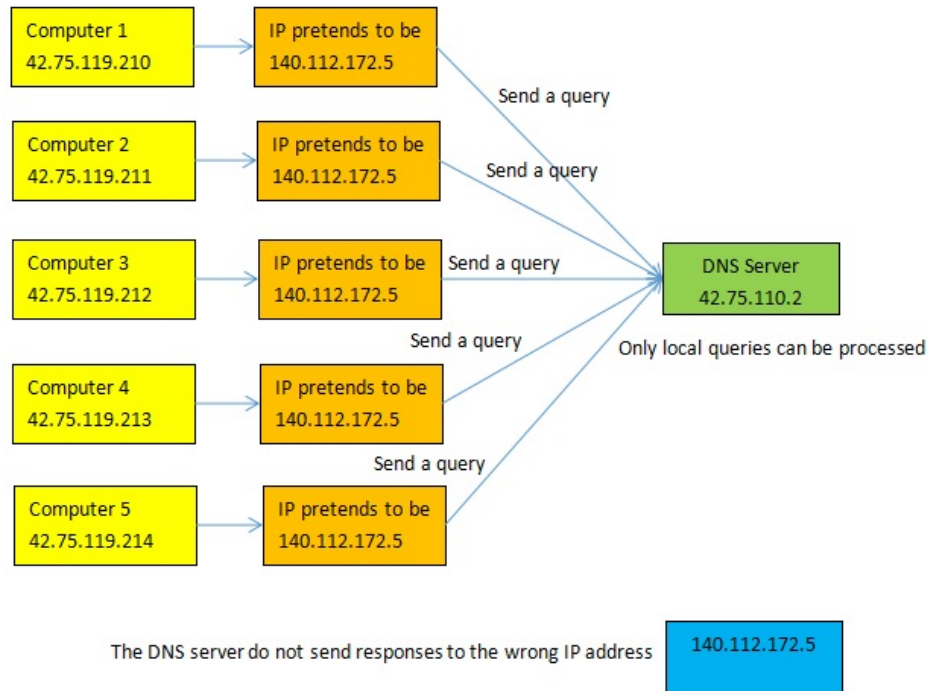 Computer 1
42.75.119.210
IP pretends to be
140.112.172.5
Send a query
Computer 2
42.75.119.211
IP pretends to be
140.112.172.5
Send a query
Computer 3
42.75.119.212
IP pretends to be
140.112.172.5
Send a query
DNS Server
42.75.110.2
Only local queries can be processed
Computer 4
42.75.119.213
IP pretends to be
140.112.172.5
Send a query
Computer 5
42.75.119.214
IP pretends to be
140.112.172.5
Send a query
The DNS server do not send responses to the wrong IP address
140.112.172.5